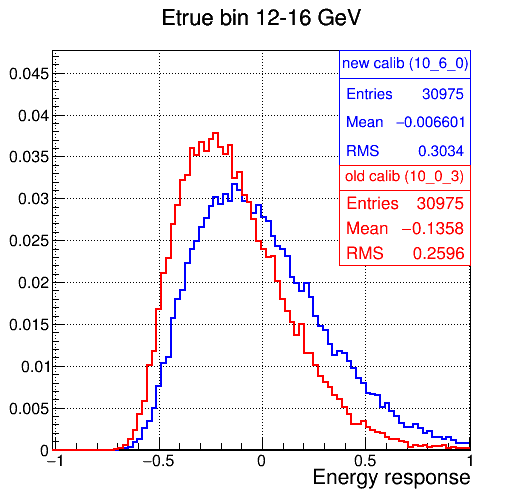 Etrue bin 12-16 GeV
new calib (10_6_0)
Entries 30975
Mean −0.006601
RMS 0.3034
old calib (10_0_3)
Entries 30975
Mean −0.1358
RMS 0.2596
0.045
0.04
0.035
0.03
0.025
0.02
0.015
0.01
0.005
0
−1 −0.5 0 0.5 1
Energy response